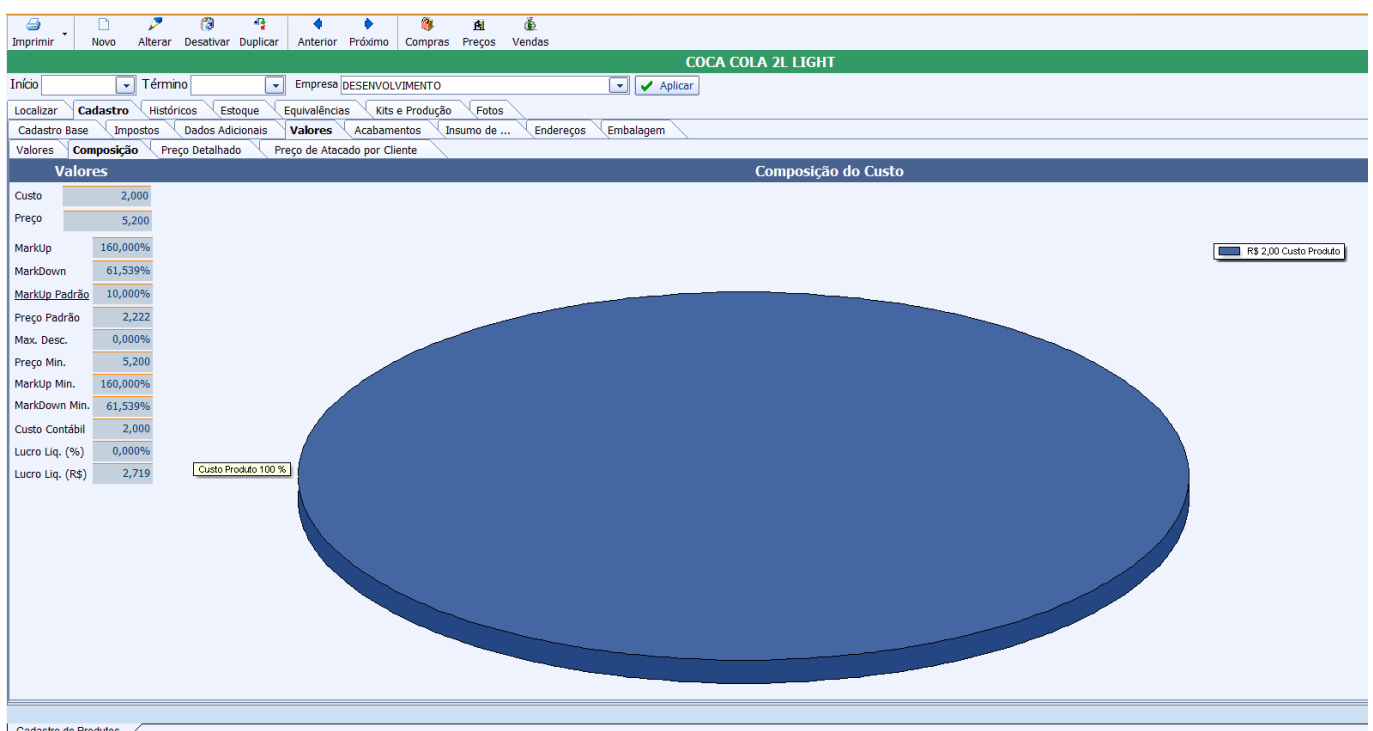 Imprimir Novo Alterar Desativar Duplicar Anterior Próximo Compras Preços Vendas
COCA COLA 2L LIGHT
Início Término Empresa DESENVOLVIMENTO Aplicar
Localizar Cadastro Históricos Estoque Equivalências Kits e Produção Fotos
Cadastro Base Impostos Dados Adicionais Valores Acabamentos Insumo de ... Endereços Embalagem
Valores Composição Preço Detalhado Preço de Atacado por Cliente
Valores Composição do Custo
Custo 2,000
Preço 5,200
MarkUp 160,000%
R$ 2,00 Custo Produto
MarkDown 61,539%
MarkUp Padrão 10,000%
Preço Padrão 2,222
Max. Desc. 0,000%
Preço Min. 5,200
MarkUp Min. 160,000%
MarkDown Min. 61,539%
Custo Contábil 2,000
Lucro Liq. (%) 0,000%
Lucro Liq. (R$) 2,719
Custo Produto 100 %
Cadastro de Produtos